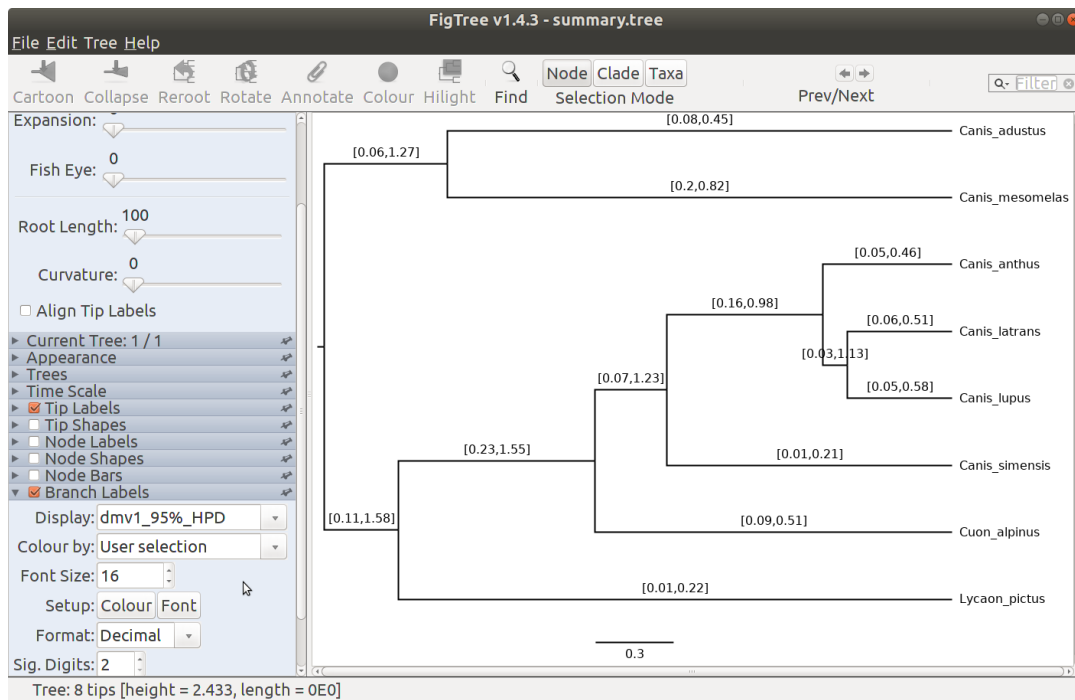 FigTree v1.4.3 - summary.tree
File Edit Tree Help
Cartoon Collapse Reroot Rotate Annotate Colour Hilight Find
Node Clade Taxa
Selection Mode
Prev/Next
Filter
Expansion:
Fish Eye: 0
Root Length: 100
Curvature: 0
Align Tip Labels
Current Tree: 1 / 1
Appearance
Trees
Time Scale
Tip Labels
Tip Shapes
Node Labels
Node Shapes
Node Bars
Branch Labels
Display: dmv1_95%_HPD
Colour by: User selection
Font Size: 16
Setup: Colour Font
Format: Decimal
Sig. Digits: 2
[0.08,0.45] Canis_adustus
[0.06,1.27]
[0.2,0.82] Canis_mesomelas
[0.05,0.46] Canis_anthus
[0.16,0.98]
[0.06,0.51] Canis_latrans
[0.03,1.13]
[0.07,1.23]
[0.05,0.58] Canis_lupus
[0.23,1.55]
[0.01,0.21] Canis_simensis
[0.11,1.58]
[0.09,0.51] Cuon_alpinus
[0.01,0.22] Lycaon_pictus
0.3
Tree: 8 tips [height = 2.433, length = 0E0]